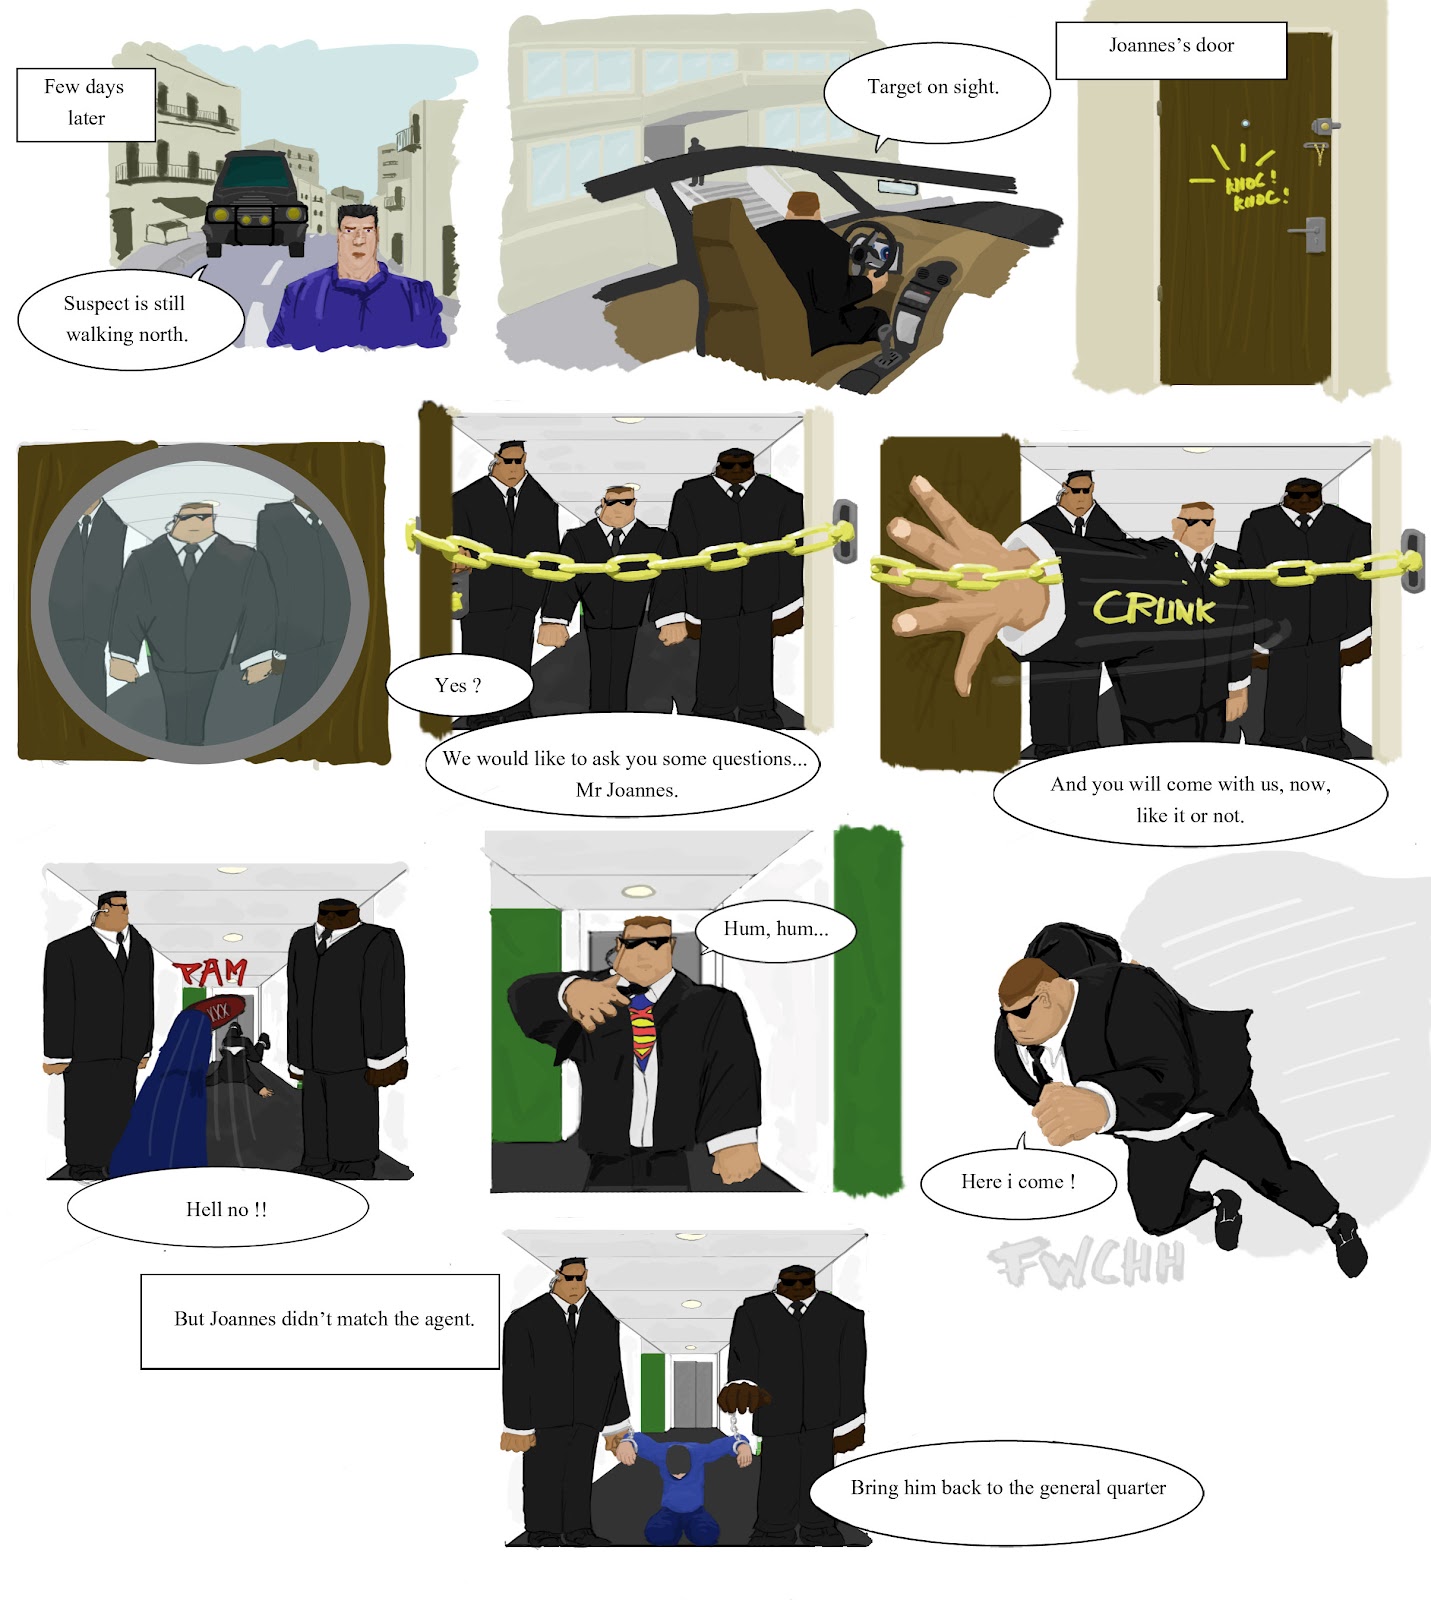 Few days
later
Suspect is still
walking north.
Target on sight.
Joannes's door
KNOC!
KNOC!
Yes ?
We would like to ask you some questions...
Mr Joannes.
CRUNK
And you will come with us, now,
like it or not.
PAM
XXX
Hell no !!
Hum, hum...
Here i come !
FWCHH
But Joannes didn't match the agent.
Bring him back to the general quarter